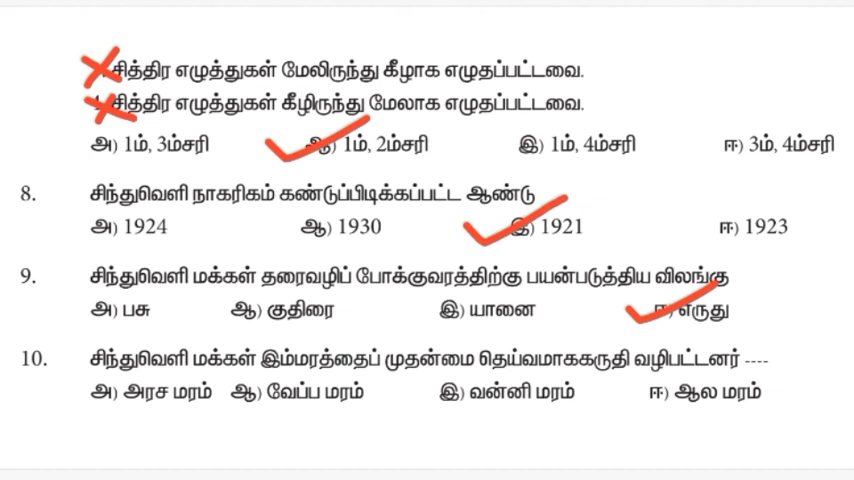 சித்திர எழுத்துகள் மேலிருந்து கீழாக எழுதப்பட்டவை.
சித்திர எழுத்துகள் கீழிருந்து மேலாக எழுதப்பட்டவை.
அ) 1ம், 3ம்சரி ஆ) 1ம், 2ம்சரி இ) 1ம், 4ம்சரி ஈ) 3ம், 4ம்சரி
8. சிந்துவெளி நாகரிகம் கண்டுப்பிடிக்கப்பட்ட ஆண்டு
அ) 1924 ஆ) 1930 இ) 1921 ஈ) 1923
9. சிந்துவெளி மக்கள் தரைவழிப் போக்குவரத்திற்கு பயன்படுத்திய விலங்கு
அ) பசு ஆ) குதிரை இ) யானை ஈ) எருது
10. சிந்துவெளி மக்கள் இம்மரத்தைப் முதன்மை தெய்வமாககருதி வழிபட்டனர் ----
அ) அரச மரம் ஆ) வேப்ப மரம் இ) வன்னி மரம் ஈ) ஆல மரம்